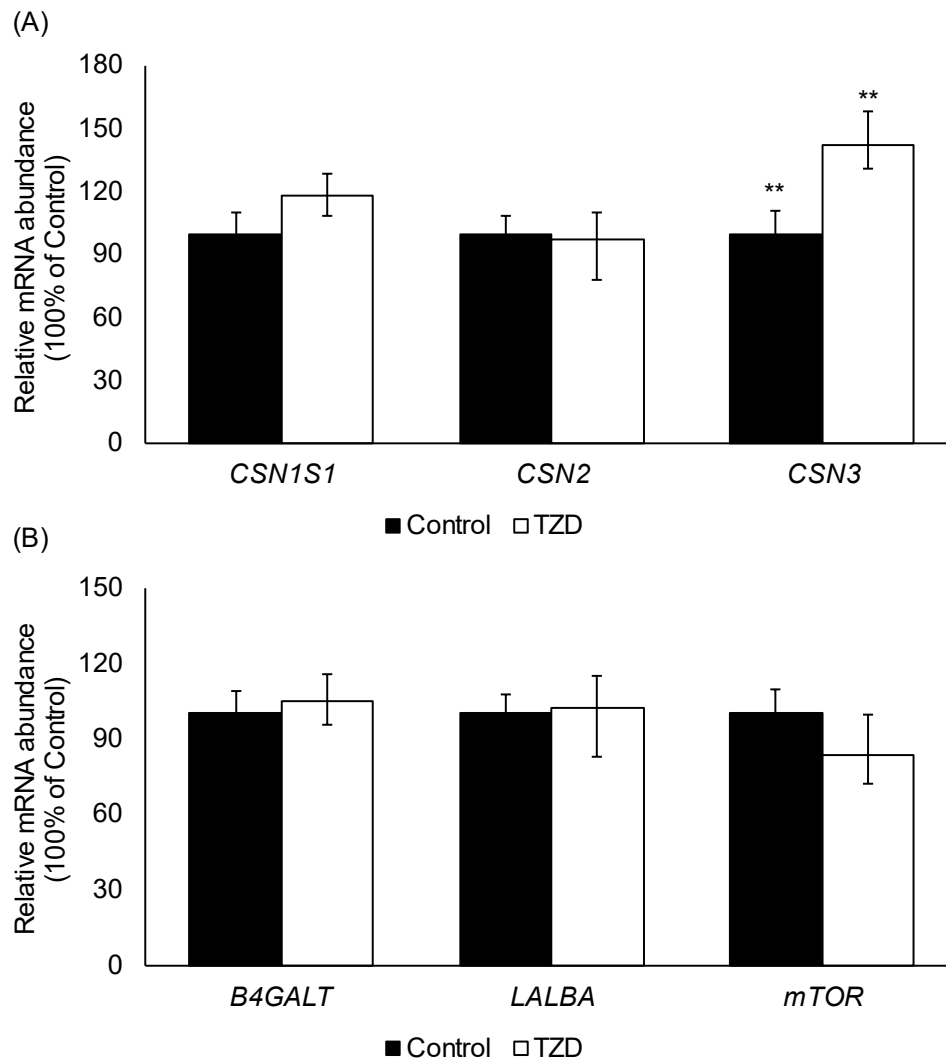 (A)
Relative mRNA abundance
(100% of Control)
180
150
120
90
60
30
0
**
**
CSN1S1 CSN2 CSN3
Control TZD
(B)
Relative mRNA abundance
(100% of Control)
150
120
90
60
30
0
B4GALT LALBA mTOR
Control TZD